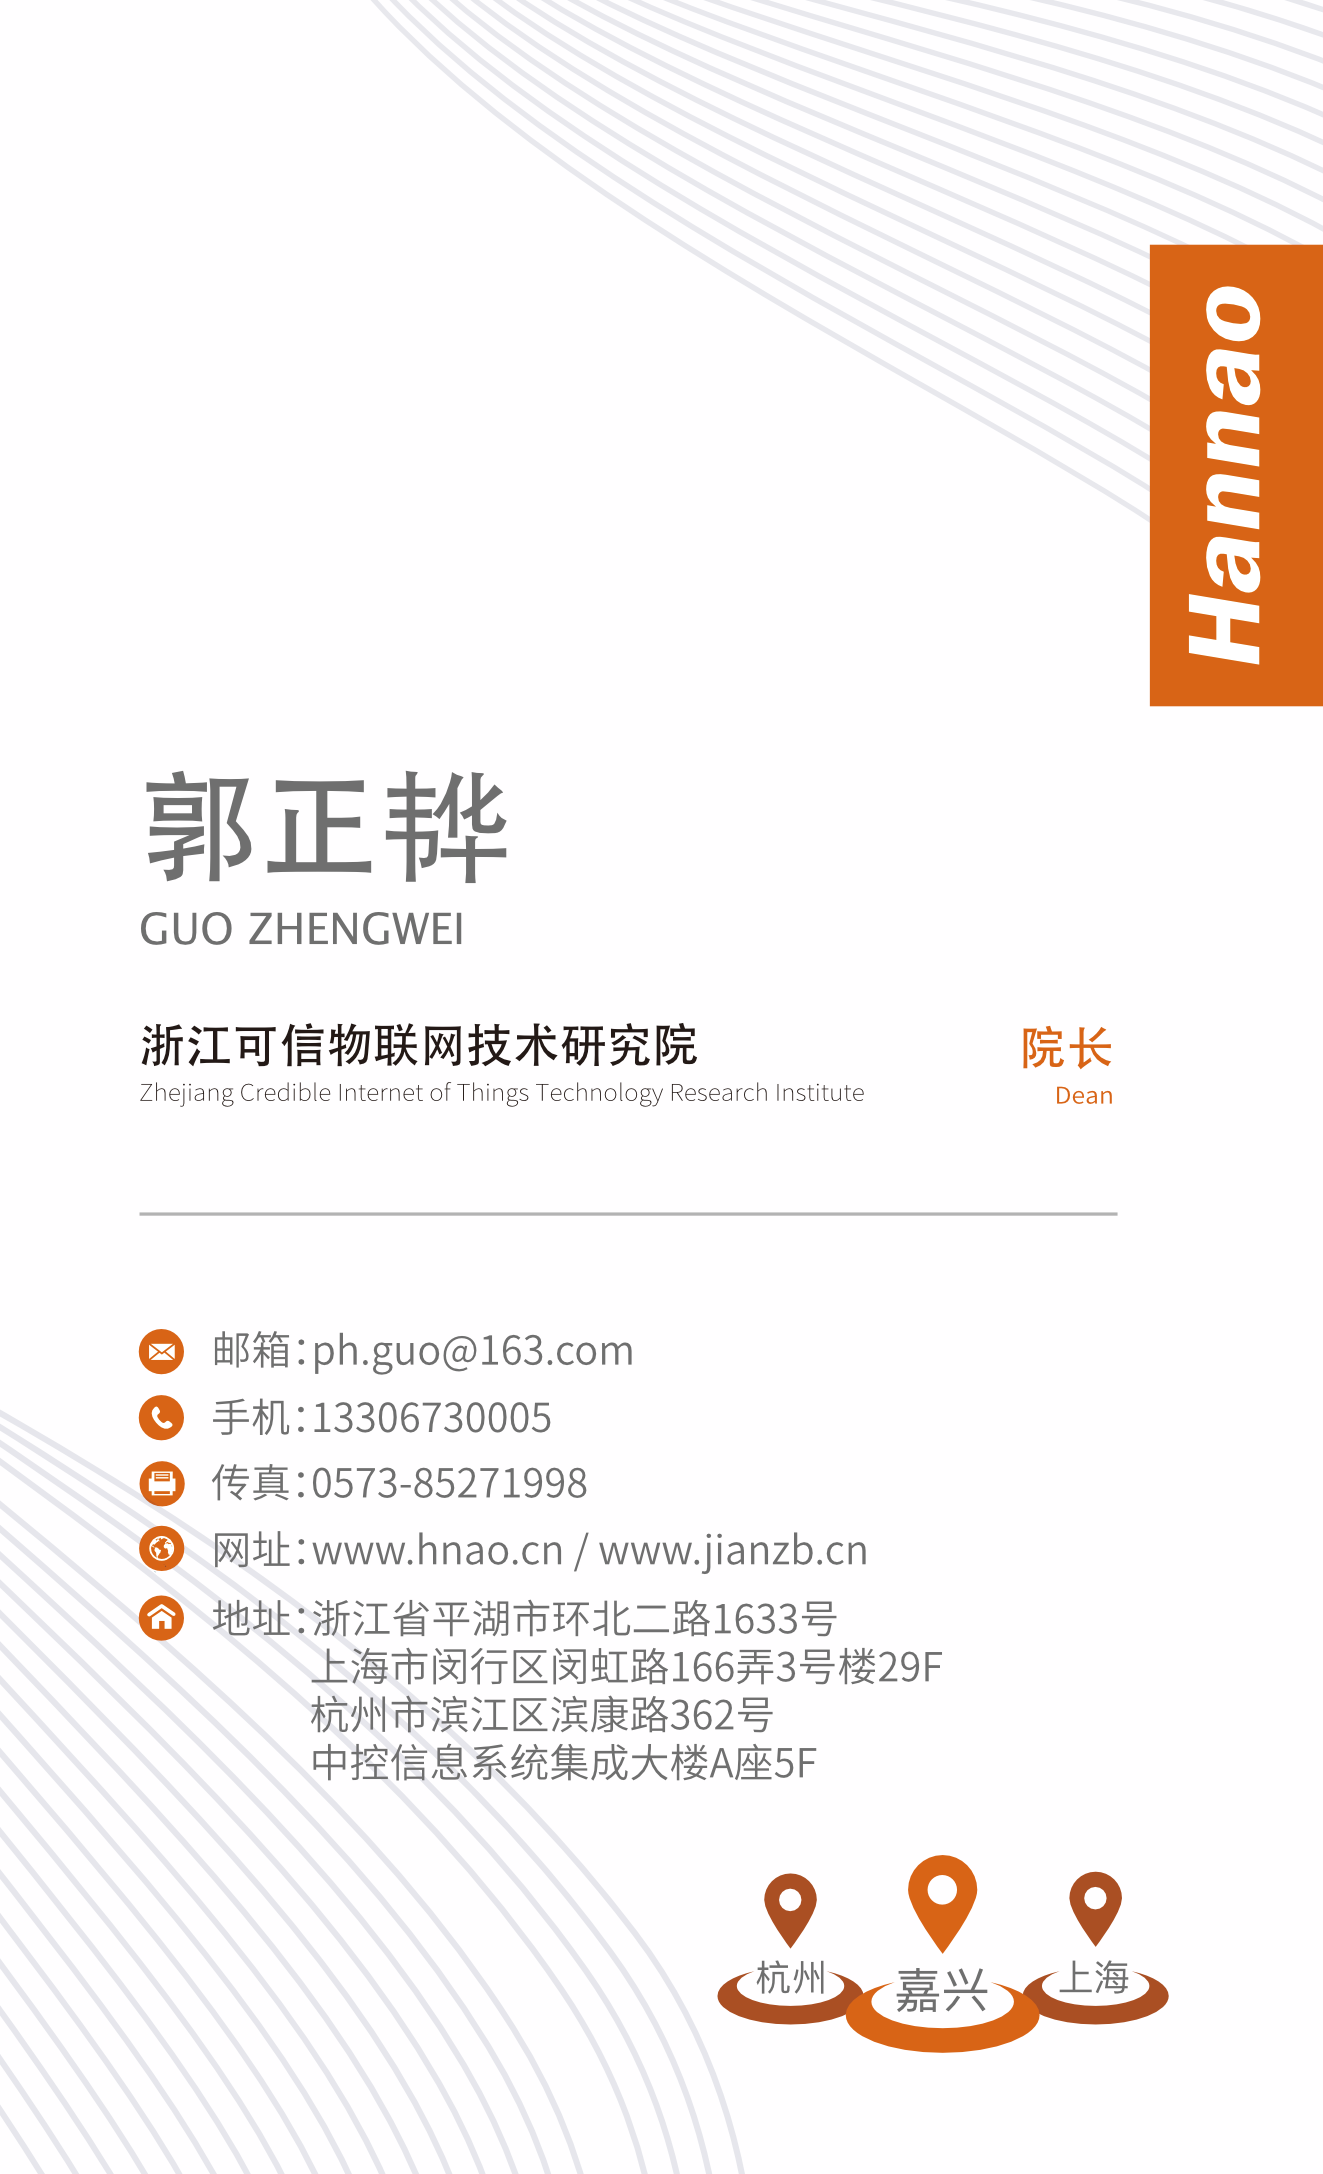 Hannao
郭正韡
GUO ZHENGWEI
浙江可信物联网技术研究院
Zhejiang Credible Internet of Things Technology Research Institute
院长
Dean
邮箱：ph.guo@163.com
手机：13306730005
传真：0573-85271998
网址：www.hnao.cn / www.jianzb.cn
地址：浙江省平湖市环北二路1633号
上海市闵行区闵虹路166弄3号楼29F
杭州市滨江区滨康路362号
中控信息系统集成大楼A座5F
杭州
嘉兴
上海